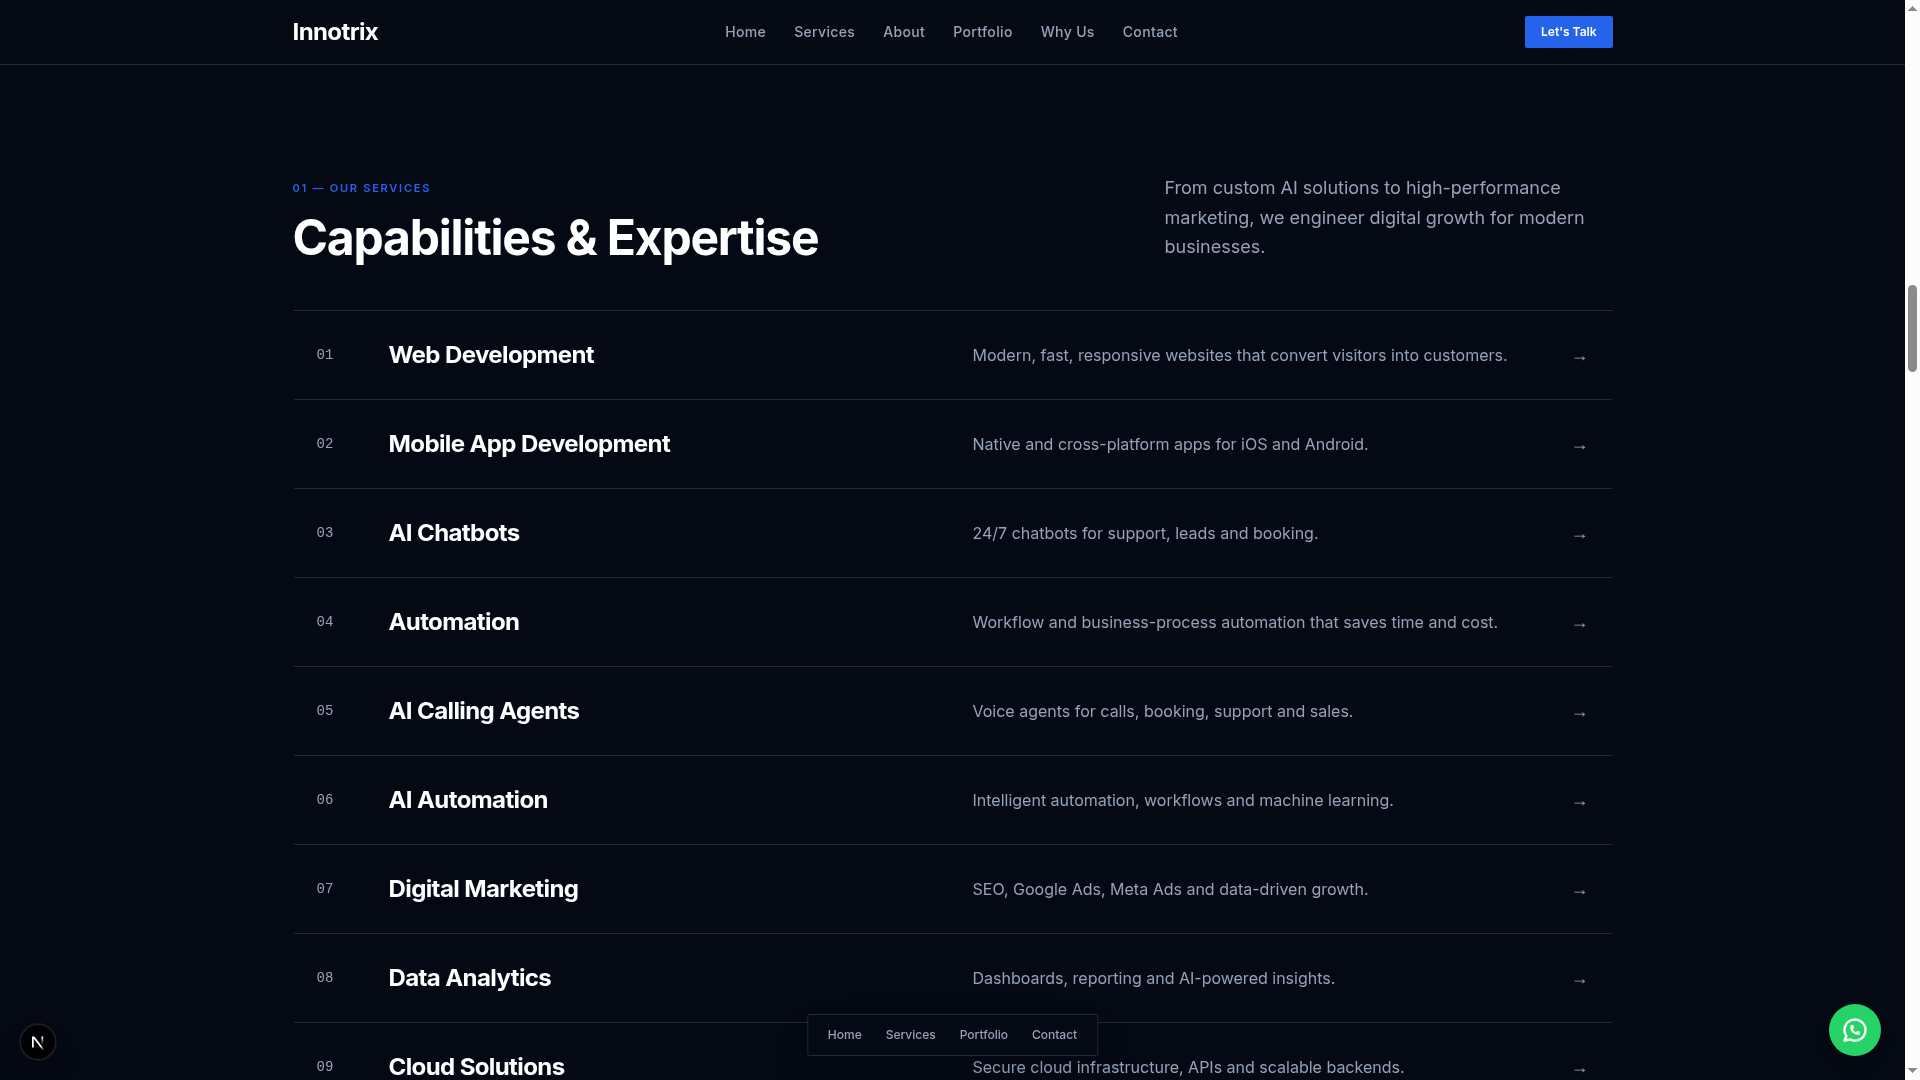 Innotrix
Home Services About Portfolio Why Us Contact
Let's Talk
01 — OUR SERVICES
Capabilities & Expertise
From custom AI solutions to high-performance
marketing, we engineer digital growth for modern
businesses.
01 Web Development Modern, fast, responsive websites that convert visitors into customers. →
02 Mobile App Development Native and cross-platform apps for iOS and Android. →
03 AI Chatbots 24/7 chatbots for support, leads and booking. →
04 Automation Workflow and business-process automation that saves time and cost. →
05 AI Calling Agents Voice agents for calls, booking, support and sales. →
06 AI Automation Intelligent automation, workflows and machine learning. →
07 Digital Marketing SEO, Google Ads, Meta Ads and data-driven growth. →
08 Data Analytics Dashboards, reporting and AI-powered insights. →
Home Services Portfolio Contact
N
09 Cloud Solutions Secure cloud infrastructure, APIs and scalable backends. →